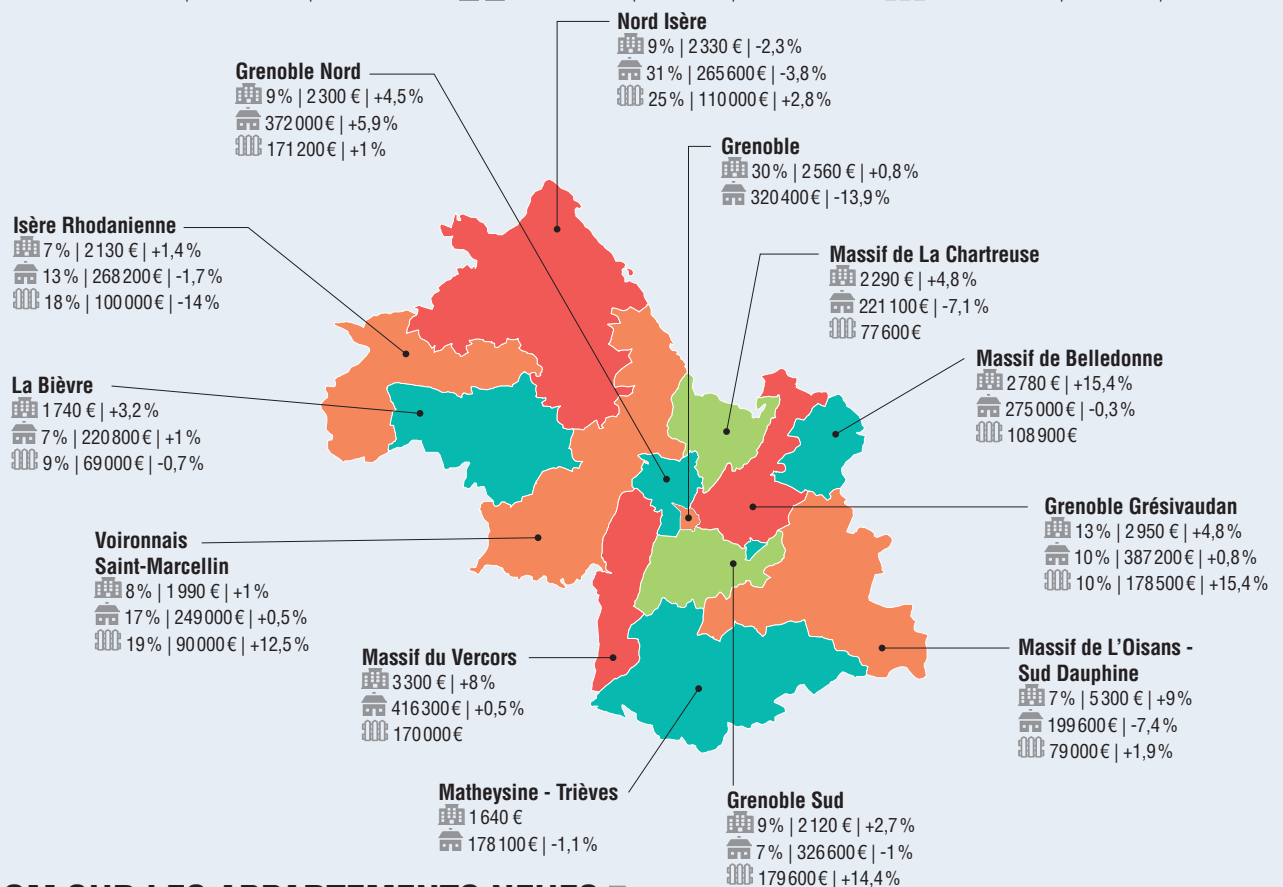 Nord Isère
9% | 2330 € | -2,3%
31% | 265600€ | -3,8%
25% | 110000€ | +2,8%
Grenoble Nord
9% | 2300 € | +4,5%
372000€ | +5,9%
171200€ | +1%
Grenoble
30% | 2560 € | +0,8%
320400€ | -13,9%
Isère Rhodanienne
7% | 2130 € | +1,4%
13% | 268200€ | -1,7%
18% | 100000€ | -14%
Massif de La Chartreuse
2290 € | +4,8%
221100€ | -7,1%
77600€
Massif de Belledonne
2780 € | +15,4%
275000€ | -0,3%
108900€
La Bièvre
1740 € | +3,2%
7% | 220800€ | +1%
9% | 69000€ | -0,7%
Grenoble Grésivaudan
13% | 2950 € | +4,8%
10% | 387200€ | +0,8%
10% | 178500€ | +15,4%
Voironnais
Saint-Marcellin
8% | 1990 € | +1%
17% | 249000€ | +0,5%
19% | 90000€ | +12,5%
Massif du Vercors
3300 € | +8%
416300€ | +0,5%
170000€
Massif de L'Oisans -
Sud Dauphine
7% | 5300 € | +9%
199600€ | -7,4%
79000€ | +1,9%
Matheysine - Trièves
1640 €
178100€ | -1,1%
Grenoble Sud
9% | 2120 € | +2,7%
7% | 326600€ | -1%
179600€ | +14,4%
SUR LES APPARTEMENTS NEUFS